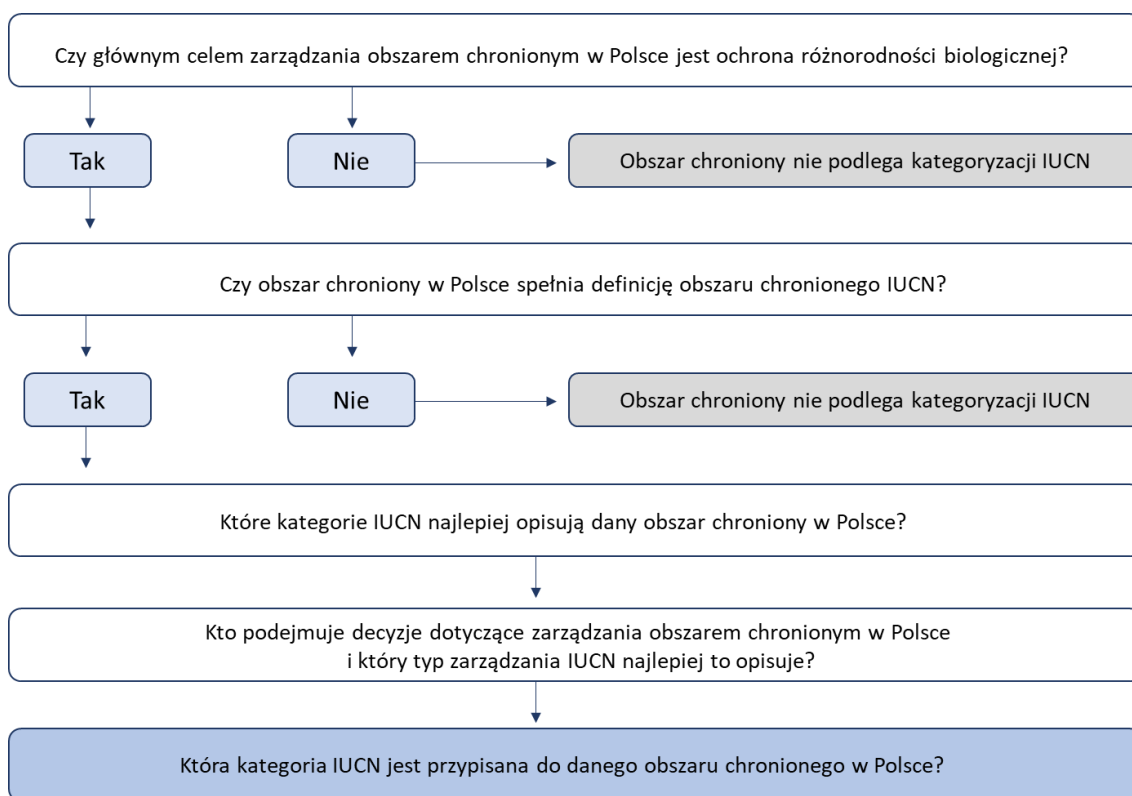 Czy głównym celem zarządzania obszarem chronionym w Polsce jest ochrona różnorodności biologicznej?
Tak
Nie
Obszar chroniony nie podlega kategoryzacji IUCN
Czy obszar chroniony w Polsce spełnia definicję obszaru chronionego IUCN?
Tak
Nie
Obszar chroniony nie podlega kategoryzacji IUCN
Które kategorie IUCN najlepiej opisują dany obszar chroniony w Polsce?
Kto podejmuje decyzje dotyczące zarządzania obszarem chronionym w Polsce
i który typ zarządzania IUCN najlepiej to opisuje?
Która kategoria IUCN jest przypisana do danego obszaru chronionego w Polsce?